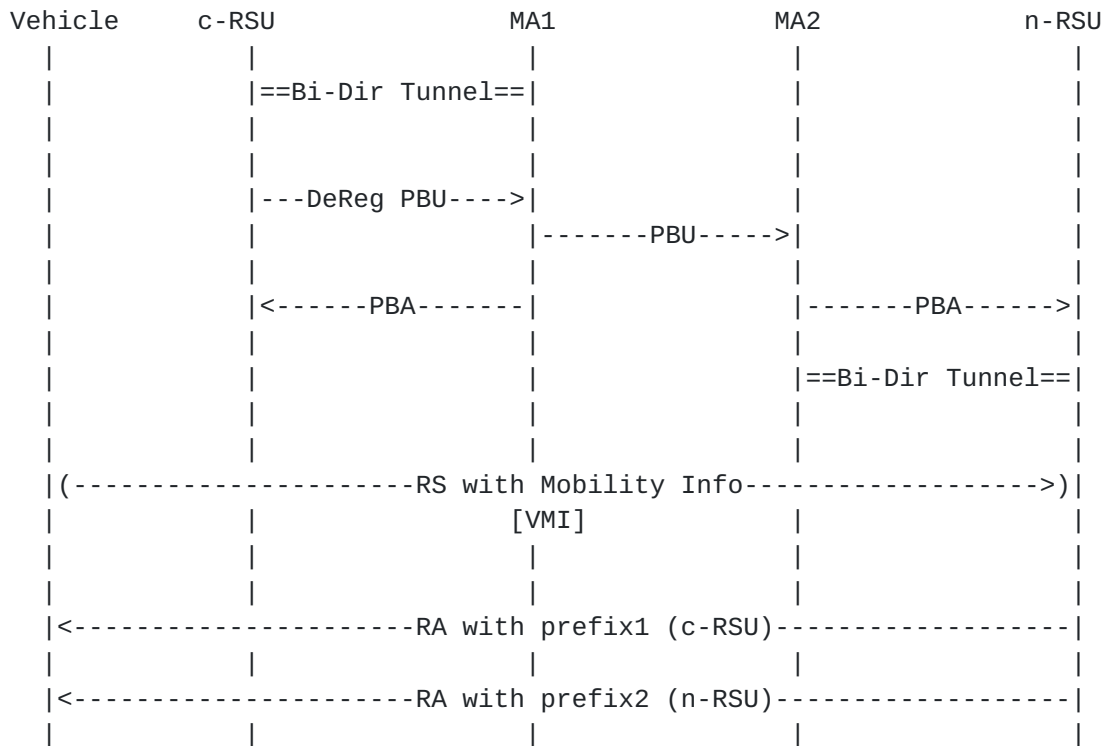 Vehicle c-RSU MA1 MA2 n-RSU
| | | | |
| |==Bi-Dir Tunnel==| | |
| | | | |
| | | | |
| |---DeReg PBU---->| | |
| | |-------PBU----->| |
| | | | |
| |<------PBA-------| |-------PBA------>|
| | | | |
| | | |==Bi-Dir Tunnel==|
| | | | |
| | | | |
|(----------------------RS with Mobility Info------------------->)|
| | [VMI] | |
| | | | |
| | | | |
|<----------------------RA with prefix1 (c-RSU)-------------------|
| | | | |
|<----------------------RA with prefix2 (n-RSU)-------------------|
| | | | |